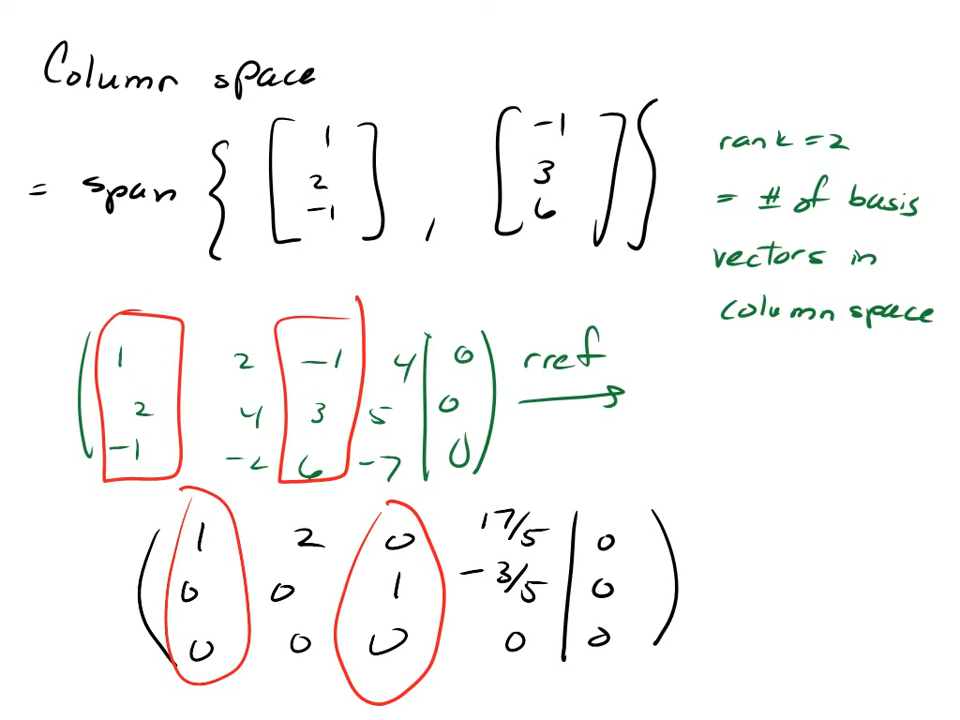 Column space
= span { [ 1 2 -1 ] , [ -1 3 6 ] }
rank = 2
= # of basis
vectors in
column space
( 1 2 -1 4 | 0
2 4 3 5 | 0
-1 -2 6 -7 | 0 )
rref →
( 1 2 0 17/5 | 0
0 0 1 -3/5 | 0
0 0 0 0 | 0 )